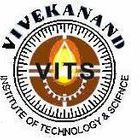 VIVEKANAND
VITS
INSTITUTE OF TECHNOLOGY & SCIENCE